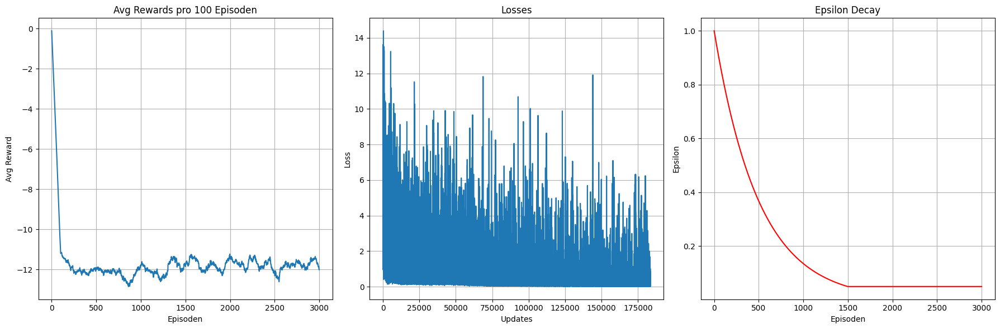 Avg Rewards pro 100 Episoden
Avg Reward
0
−2
−4
−6
−8
−10
−12
0 500 1000 1500 2000 2500 3000
Episoden
Losses
Loss
14
12
10
8
6
4
2
0
0 25000 50000 75000 100000 125000 150000 175000
Updates
Epsilon Decay
Epsilon
1.0
0.8
0.6
0.4
0.2
0 500 1000 1500 2000 2500 3000
Episoden